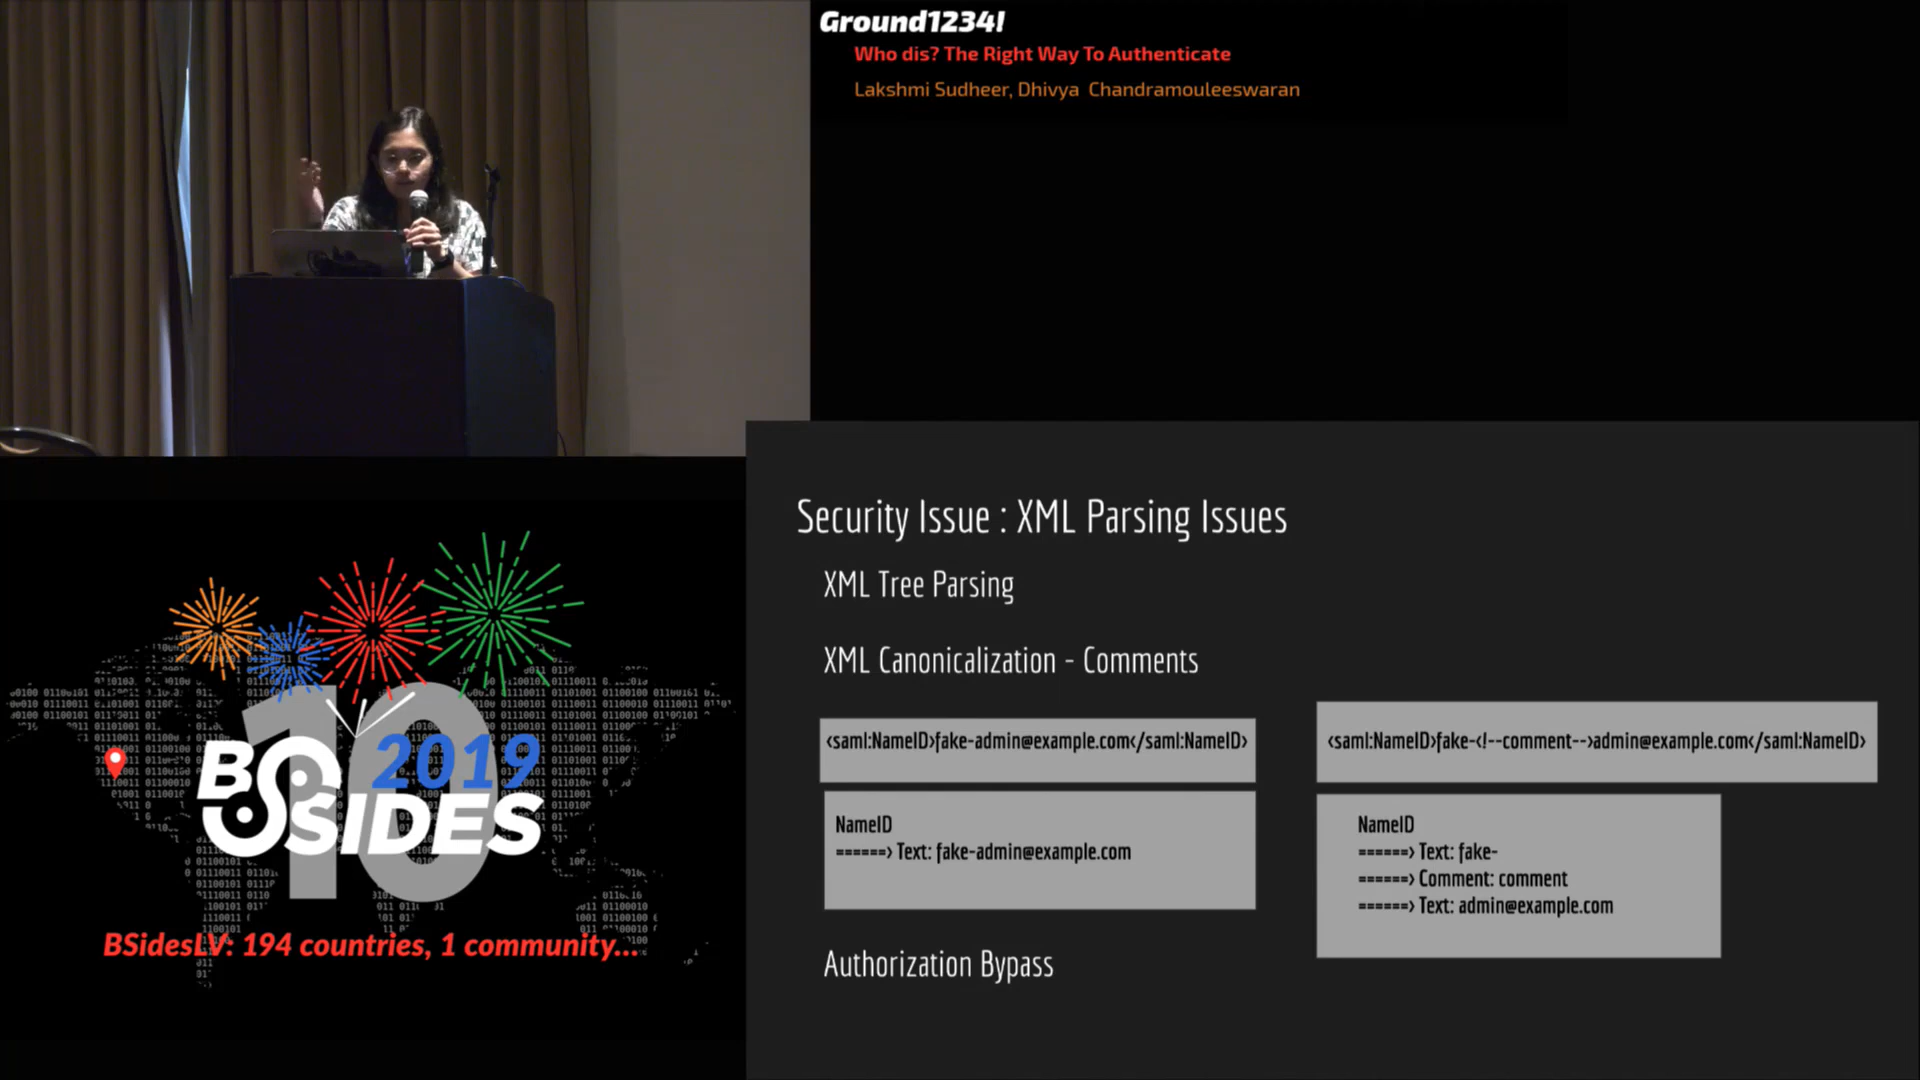 Ground1234!
Who dis? The Right Way To Authenticate
Lakshmi Sudheer, Dhivya Chandramouleeswaran
Security Issue : XML Parsing Issues
XML Tree Parsing
XML Canonicalization - Comments
<saml:NameID>fake-admin@example.com</saml:NameID>
<saml:NameID>fake-<!--comment-->admin@example.com</saml:NameID>
NameID
======> Text: fake-admin@example.com
NameID
======> Text: fake-
======> Comment: comment
======> Text: admin@example.com
Authorization Bypass
10
2019
BSIDES
BSidesLV: 194 countries, 1 community...